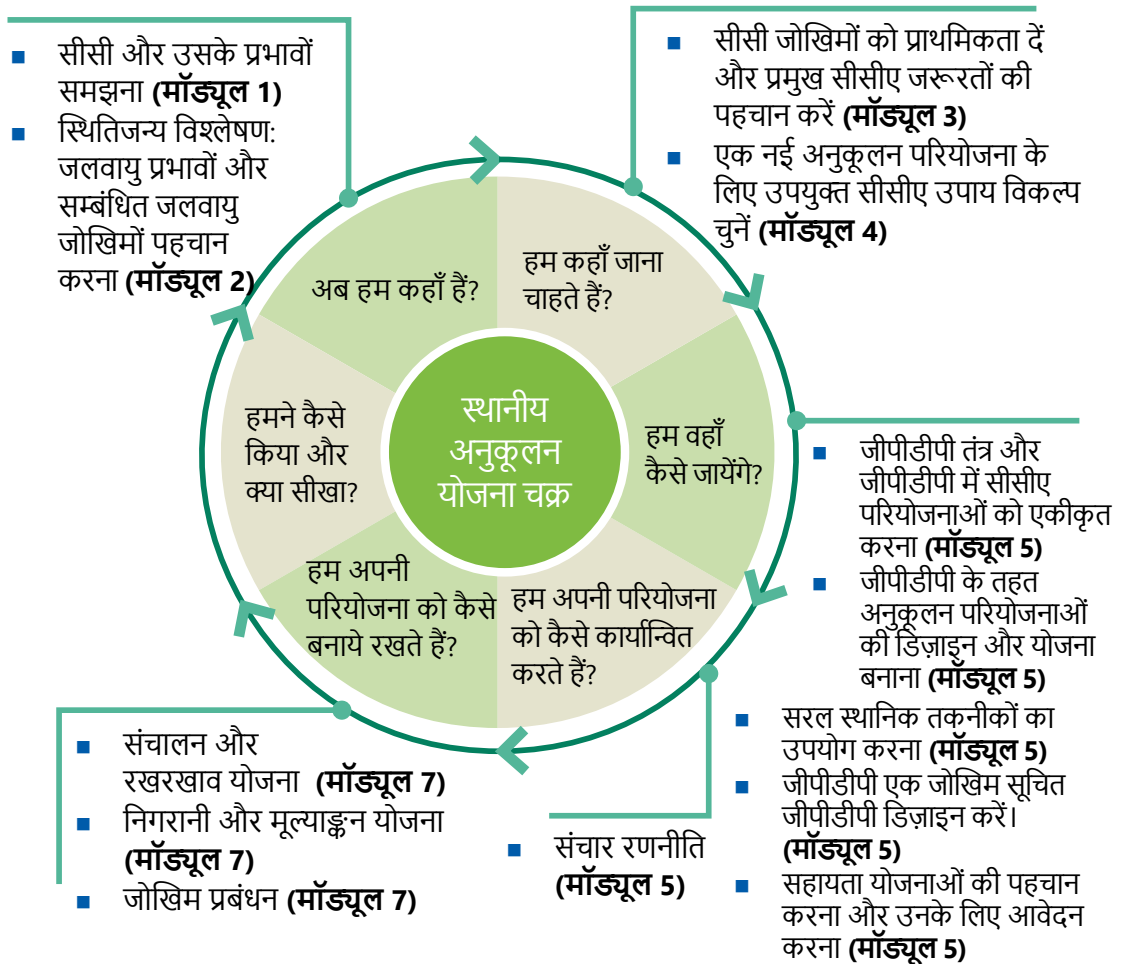 सीसी और उसके प्रभावों
समझना (मॉड्यूल 1)
स्थितिजन्य विश्लेषण:
जलवायु प्रभावों और
सम्बंधित जलवायु
जोखिमों पहचान
करना (मॉड्यूल 2)
सीसी जोखिमों को प्राथमिकता दें
और प्रमुख सीसीए जरूरतों की
पहचान करें (मॉड्यूल 3)
एक नई अनुकूलन परियोजना के
लिए उपयुक्त सीसीए उपाय विकल्प
चुनें (मॉड्यूल 4)
अब हम कहाँ हैं?
हम कहाँ जाना
चाहते हैं?
हम वहाँ
कैसे जायेंगे?
हम अपनी परियोजना
को कैसे कार्यान्वित
करते हैं?
हम अपनी
परियोजना को कैसे
बनाये रखते हैं?
हमने कैसे
किया और
क्या सीखा?
स्थानीय
अनुकूलन
योजना चक्र
जीपीडीपी तंत्र और
जीपीडीपी में सीसीए
परियोजनाओं को एकीकृत
करना (मॉड्यूल 5)
जीपीडीपी के तहत
अनुकूलन परियोजनाओं
की डिज़ाइन और योजना
बनाना (मॉड्यूल 5)
सरल स्थानिक तकनीकों का
उपयोग करना (मॉड्यूल 5)
जीपीडीपी एक जोखिम सूचित
जीपीडीपी डिज़ाइन करें।
(मॉड्यूल 5)
सहायता योजनाओं की पहचान
करना और उनके लिए आवेदन
करना (मॉड्यूल 5)
संचार रणनीति
(मॉड्यूल 5)
संचालन और
रखरखाव योजना (मॉड्यूल 7)
निगरानी और मूल्याङ्कन योजना
(मॉड्यूल 7)
जोखिम प्रबंधन (मॉड्यूल 7)